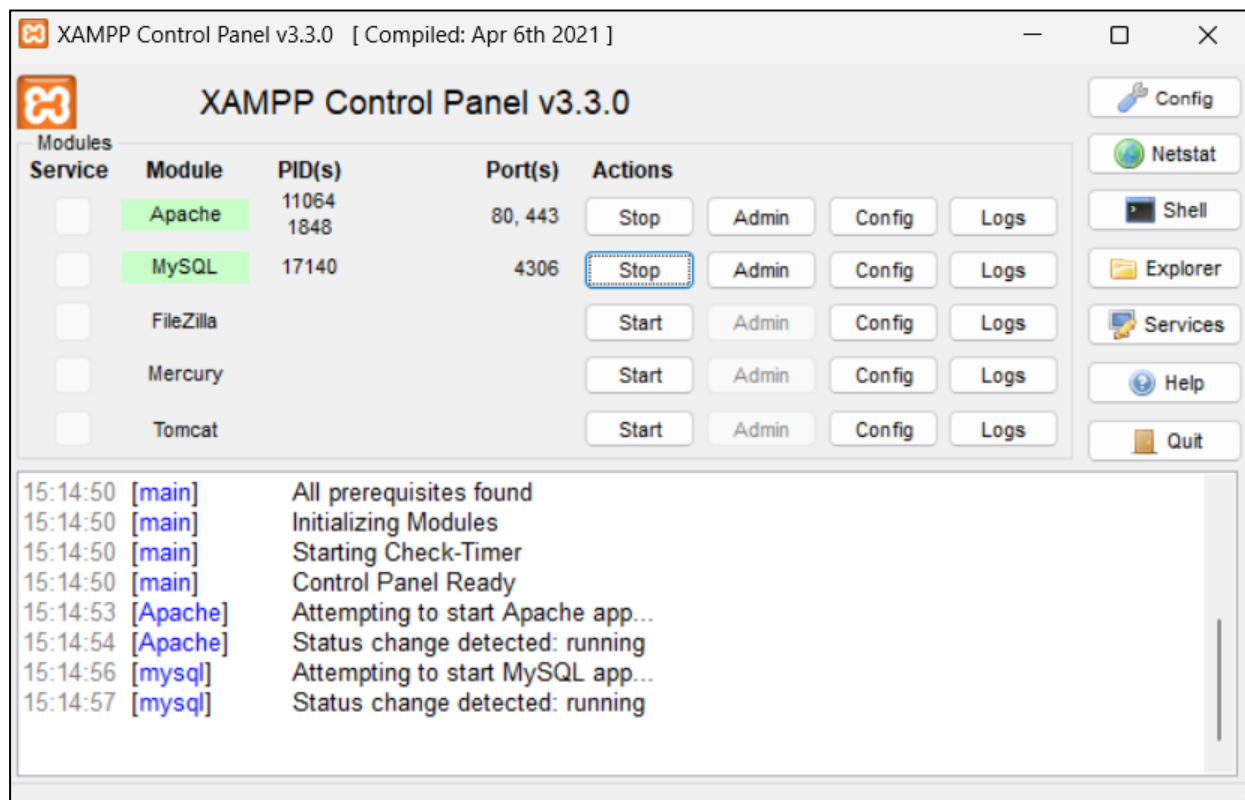 XAMPP Control Panel v3.3.0 [ Compiled: Apr 6th 2021 ]
XAMPP Control Panel v3.3.0
Config
Modules
Service Module PID(s) Port(s) Actions
Netstat
Apache 11064 1848 80, 443 Stop Admin Config Logs
Shell
MySQL 17140 4306 Stop Admin Config Logs
Explorer
FileZilla Start Admin Config Logs
Services
Mercury Start Admin Config Logs
Help
Tomcat Start Admin Config Logs
Quit
15:14:50 [main] All prerequisites found
15:14:50 [main] Initializing Modules
15:14:50 [main] Starting Check-Timer
15:14:50 [main] Control Panel Ready
15:14:53 [Apache] Attempting to start Apache app...
15:14:54 [Apache] Status change detected: running
15:14:56 [mysql] Attempting to start MySQL app...
15:14:57 [mysql] Status change detected: running